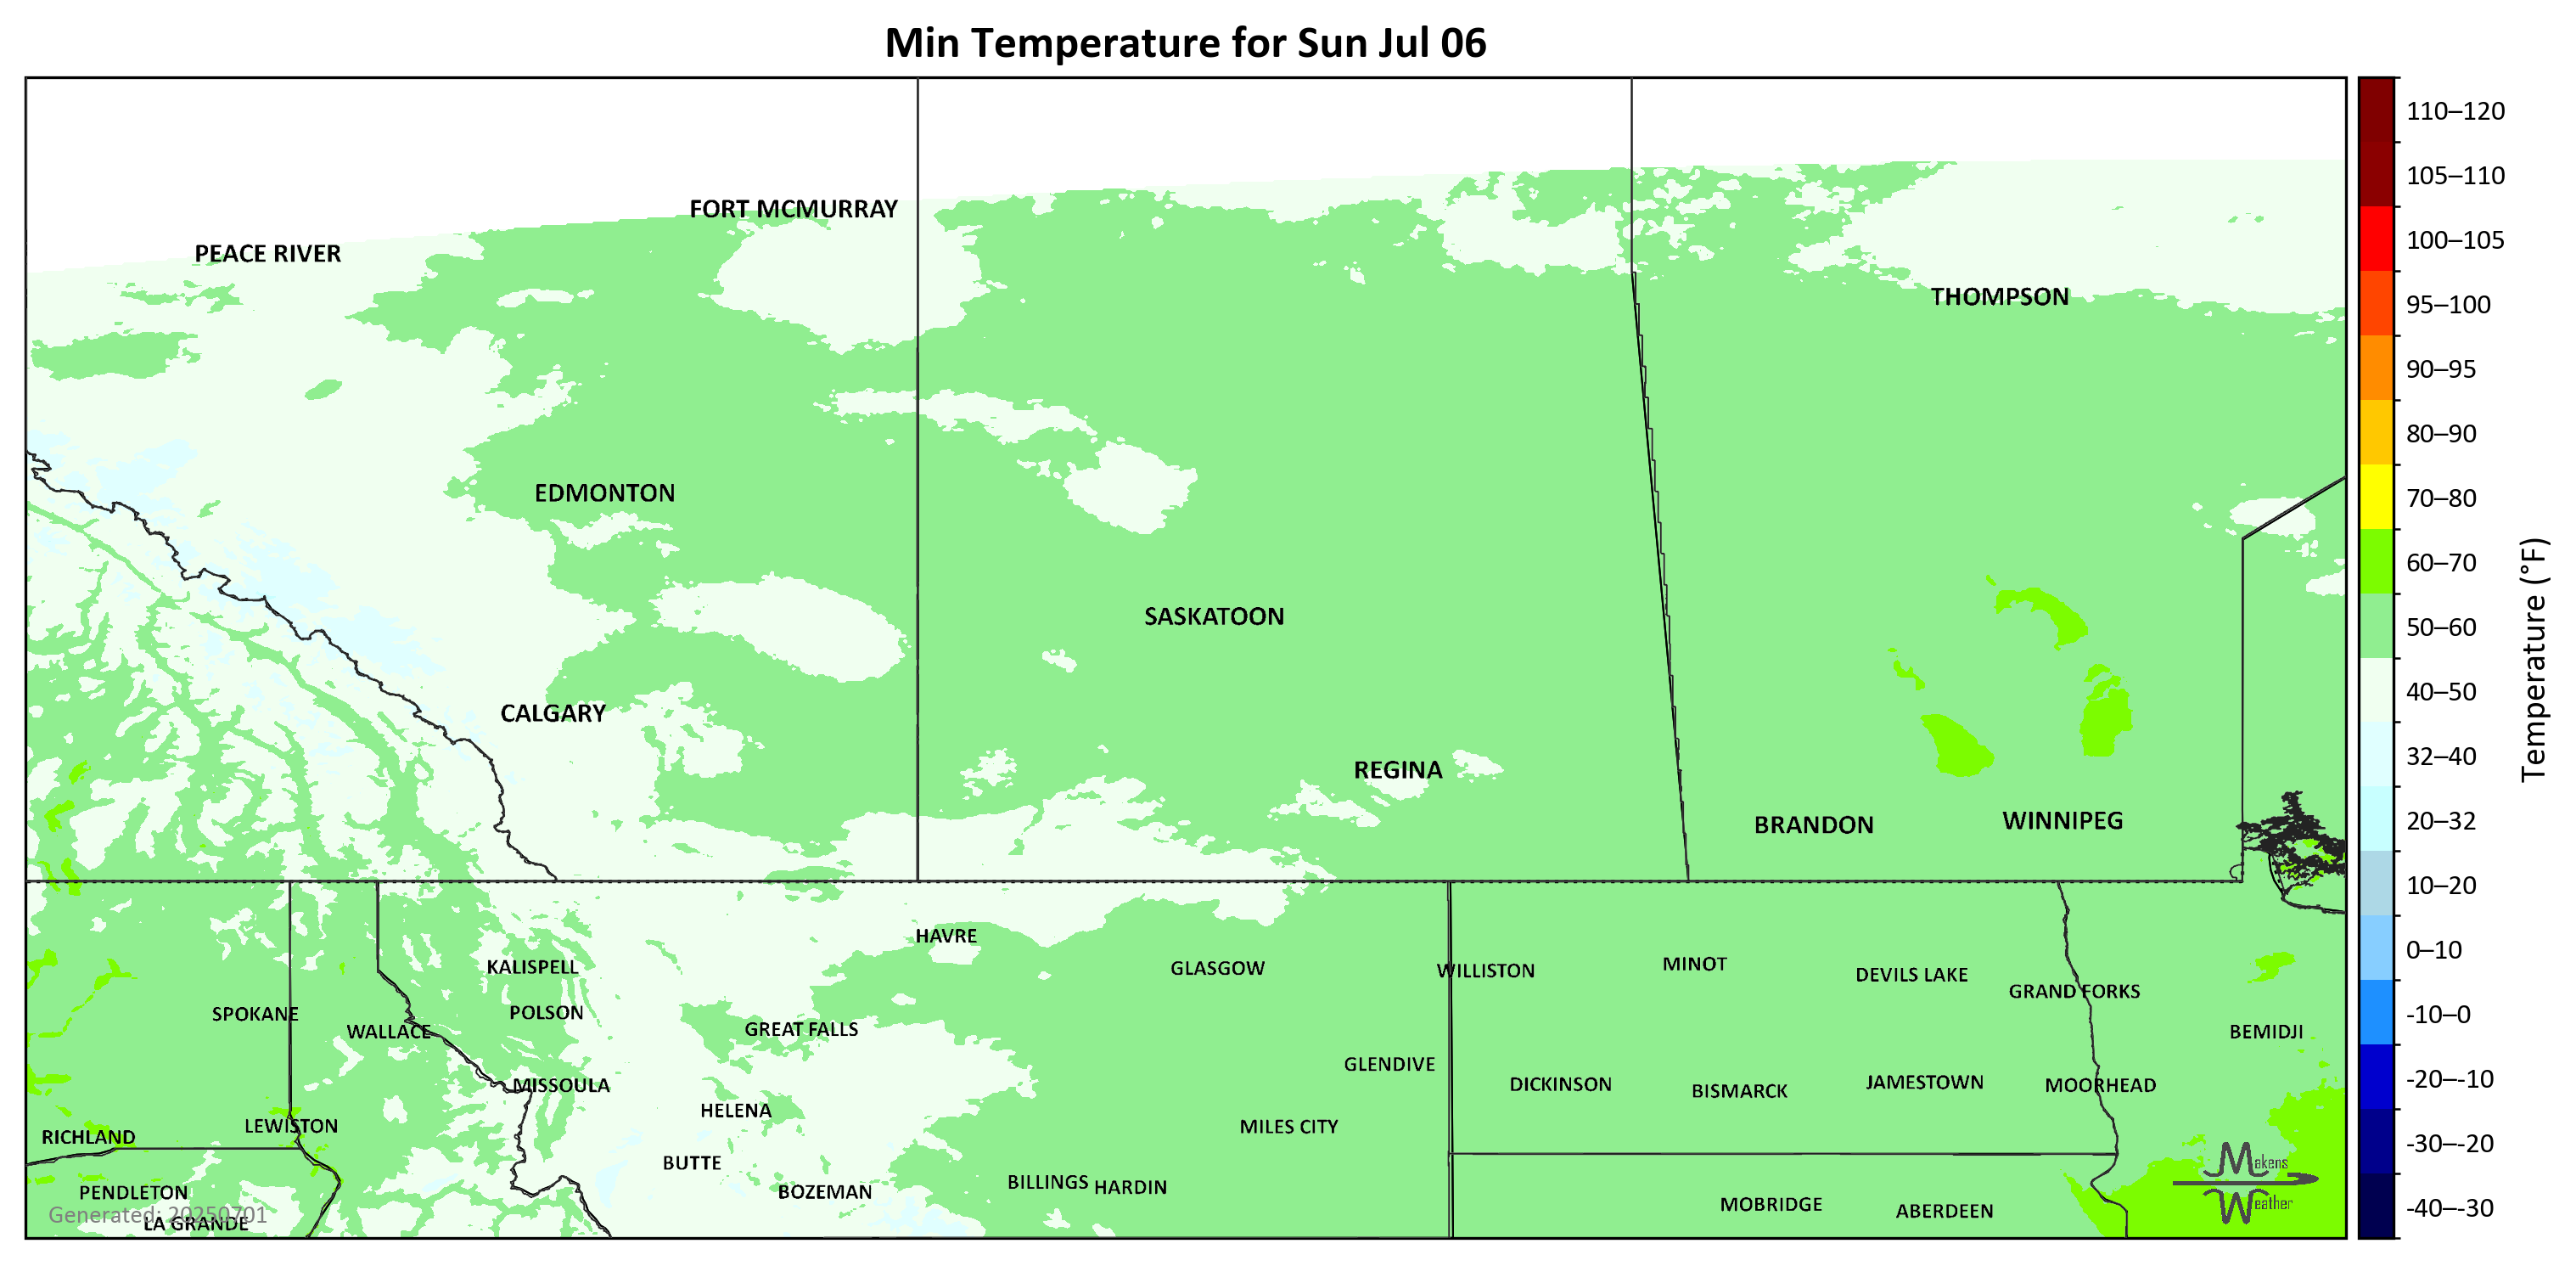 Min Temperature for Sun Jul 06
FORT MCMURRAY
PEACE RIVER
THOMPSON
EDMONTON
SASKATOON
CALGARY
REGINA
BRANDON
WINNIPEG
HAVRE
KALISPELL
GLASGOW
WILLISTON
MINOT
DEVILS LAKE
GRAND FORKS
SPOKANE
POLSON
WALLACE
GREAT FALLS
BEMIDJI
GLENDIVE
MISSOULA
DICKINSON
BISMARCK
JAMESTOWN
MOORHEAD
HELENA
LEWISTON
MILES CITY
RICHLAND
BUTTE
BILLINGS
HARDIN
PENDLETON
BOZEMAN
MOBRIDGE
ABERDEEN
LA GRANDE
Generated: 20250701
Makens
Weather
110–120
105–110
100–105
95–100
90–95
80–90
70–80
60–70
50–60
40–50
32–40
20–32
10–20
0–10
-10–0
-20–-10
-30–-20
-40–-30
Temperature (°F)